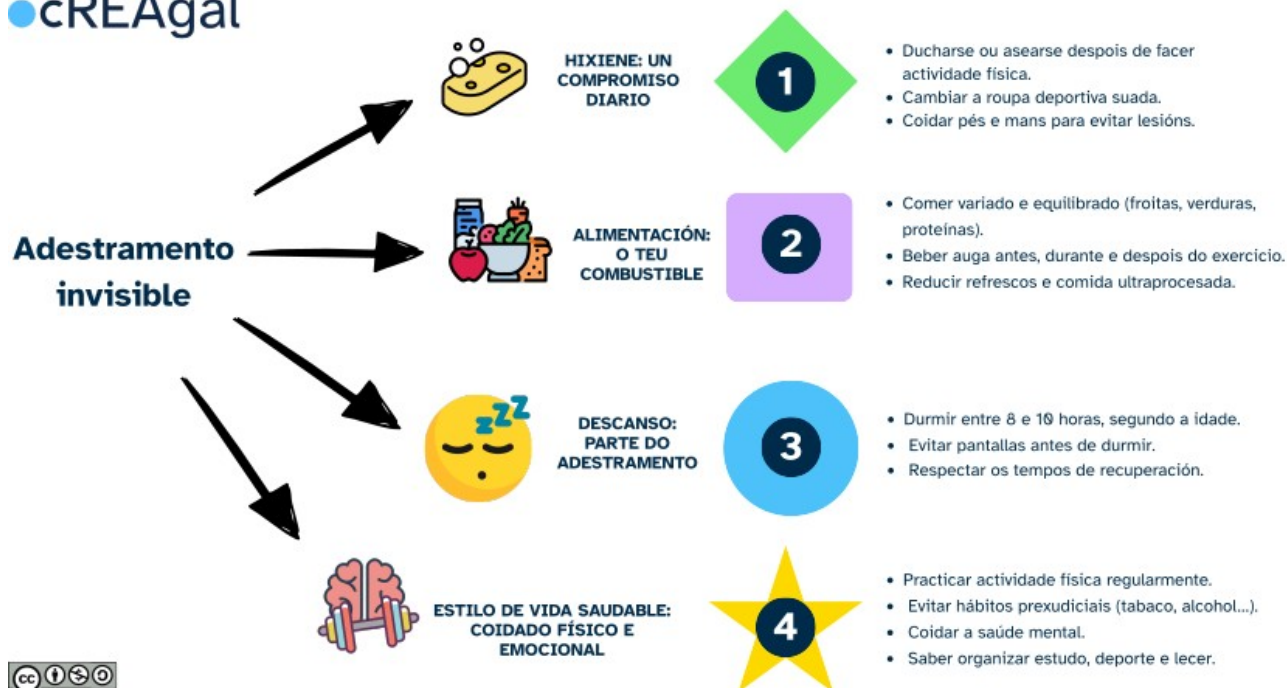 cREAgal
HIXIENE: UN
COMPROMISO
DIARIO
1
• Ducharse ou asearse despois de facer
actividade física.
• Cambiar a roupa deportiva suada.
• Coidar pés e mans para evitar lesións.
Adestramento
invisible
ALIMENTACIÓN:
O TEU
COMBUSTIBLE
2
• Comer variado e equilibrado (froitas, verduras,
proteínas).
• Beber auga antes, durante e despois do exercicio.
• Reducir refrescos e comida ultraprocesada.
zzz
DESCANSO:
PARTE DO
ADESTRAMENTO
3
• Durmir entre 8 e 10 horas, segundo a idade.
• Evitar pantallas antes de durmir.
• Respectar os tempos de recuperación.
ESTILO DE VIDA SAUDABLE:
COIDADO FÍSICO E
EMOCIONAL
4
• Practicar actividade física regularmente.
• Evitar hábitos prexudiciais (tabaco, alcohol...).
• Coidar a saúde mental.
• Saber organizar estudo, deporte e lecer.
cc